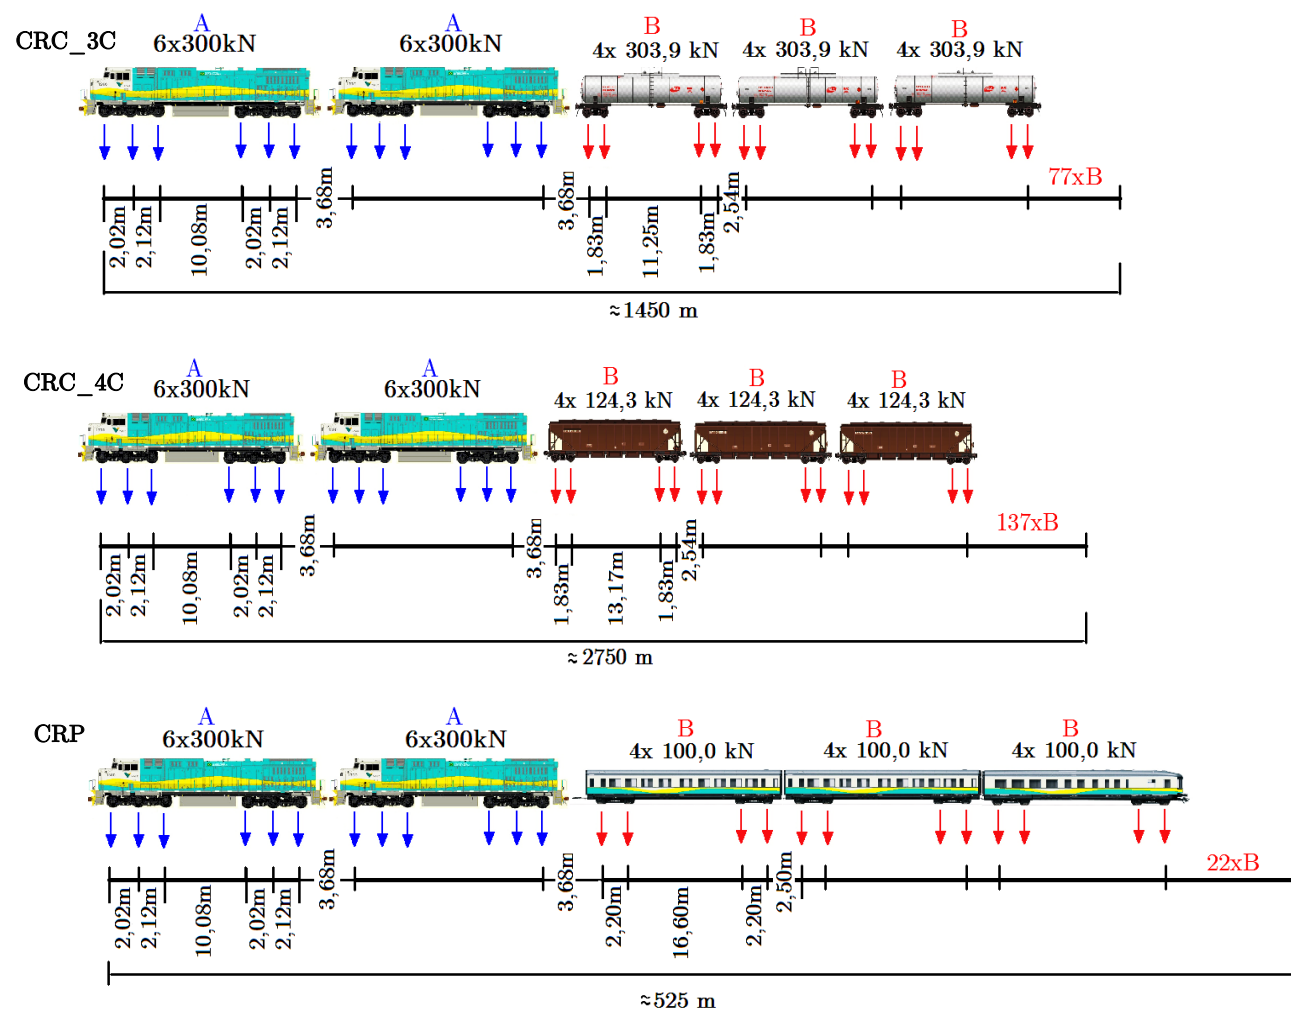 CRC_3C
A
6x300kN
6x300kN
A
B
4x 303,9 kN
B
4x 303,9 kN
B
4x 303,9 kN
2,02m
2,12m
10,08m
2,02m
2,12m
3,68m
3,68m
1,83m
11,25m
1,83m
2,54m
77xB
≈1450 m
CRC_4C
A
6x300kN
A
6x300kN
B
4x 124,3 kN
B
4x 124,3 kN
B
4x 124,3 kN
2,02m
2,12m
10,08m
2,02m
2,12m
3,68m
3,68m
1,83m
13,17m
1,83m
2,54m
137xB
≈2750 m
CRP
A
6x300kN
A
6x300kN
B
4x 100,0 kN
B
4x 100,0 kN
B
4x 100,0 kN
2,02m
2,12m
10,08m
2,02m
2,12m
3,68m
3,68m
2,20m
16,60m
2,20m
2,50m
22xB
≈525 m